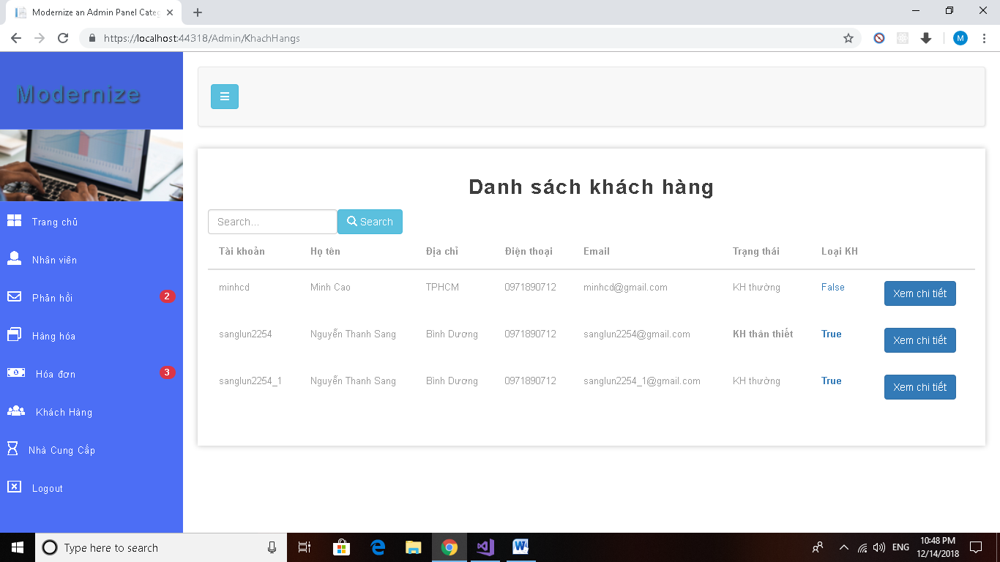 Modernize an Admin Panel Categ
https://localhost:44318/Admin/KhachHangs
M
Modernize
Trang chủ
Nhân viên
Phản hồi 2
Hàng hóa
Hóa đơn 3
Khách Hàng
Nhà Cung Cấp
Logout
Danh sách khách hàng
Search... Search
Tài khoản Họ tên Địa chỉ Điện thoại Email Trạng thái Loại KH
minhcd Minh Cao TPHCM 0971890712 minhcd@gmail.com KH thường False Xem chi tiết
sanglun2254 Nguyễn Thanh Sang Bình Dương 0971890712 sanglun2254@gmail.com KH thân thiết True Xem chi tiết
sanglun2254_1 Nguyễn Thanh Sang Bình Dương 0971890712 sanglun2254_1@gmail.com KH thường True Xem chi tiết
Type here to search
ENG
10:48 PM
12/14/2018